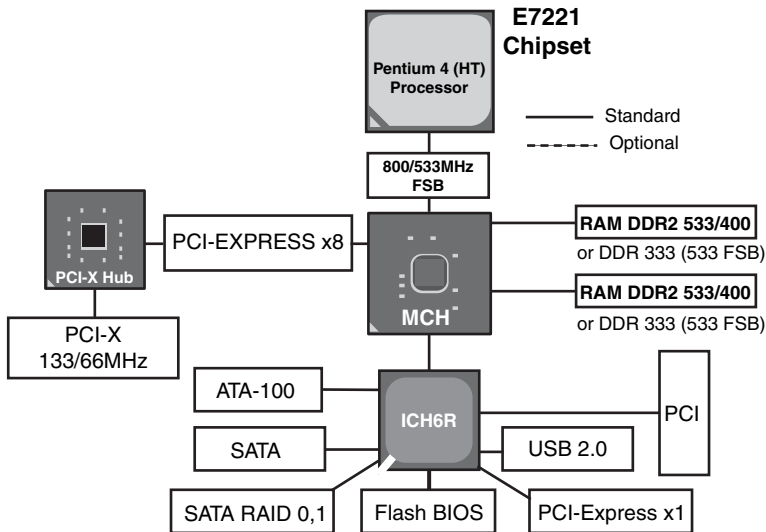 E7221
Chipset
Pentium 4 (HT)
Processor
Standard
Optional
800/533MHz
FSB
PCI-EXPRESS x8
PCI-X Hub
MCH
RAM DDR2 533/400
or DDR 333 (533 FSB)
RAM DDR2 533/400
or DDR 333 (533 FSB)
PCI-X
133/66MHz
ATA-100
ICH6R
PCI
SATA
USB 2.0
SATA RAID 0,1
Flash BIOS
PCI-Express x1